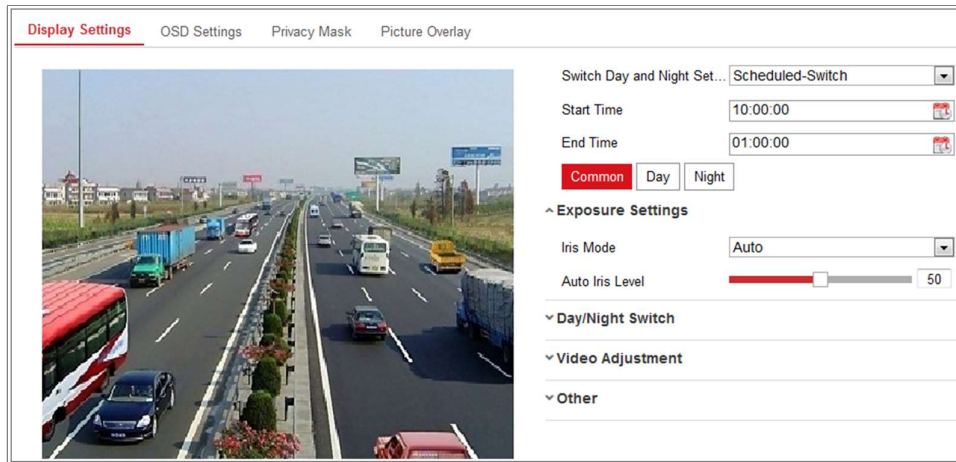 Display Settings OSD Settings Privacy Mask Picture Overlay
Switch Day and Night Set... Scheduled-Switch
Start Time 10:00:00
End Time 01:00:00
Common Day Night
Exposure Settings
Iris Mode Auto
Auto Iris Level 50
Day/Night Switch
Video Adjustment
Other